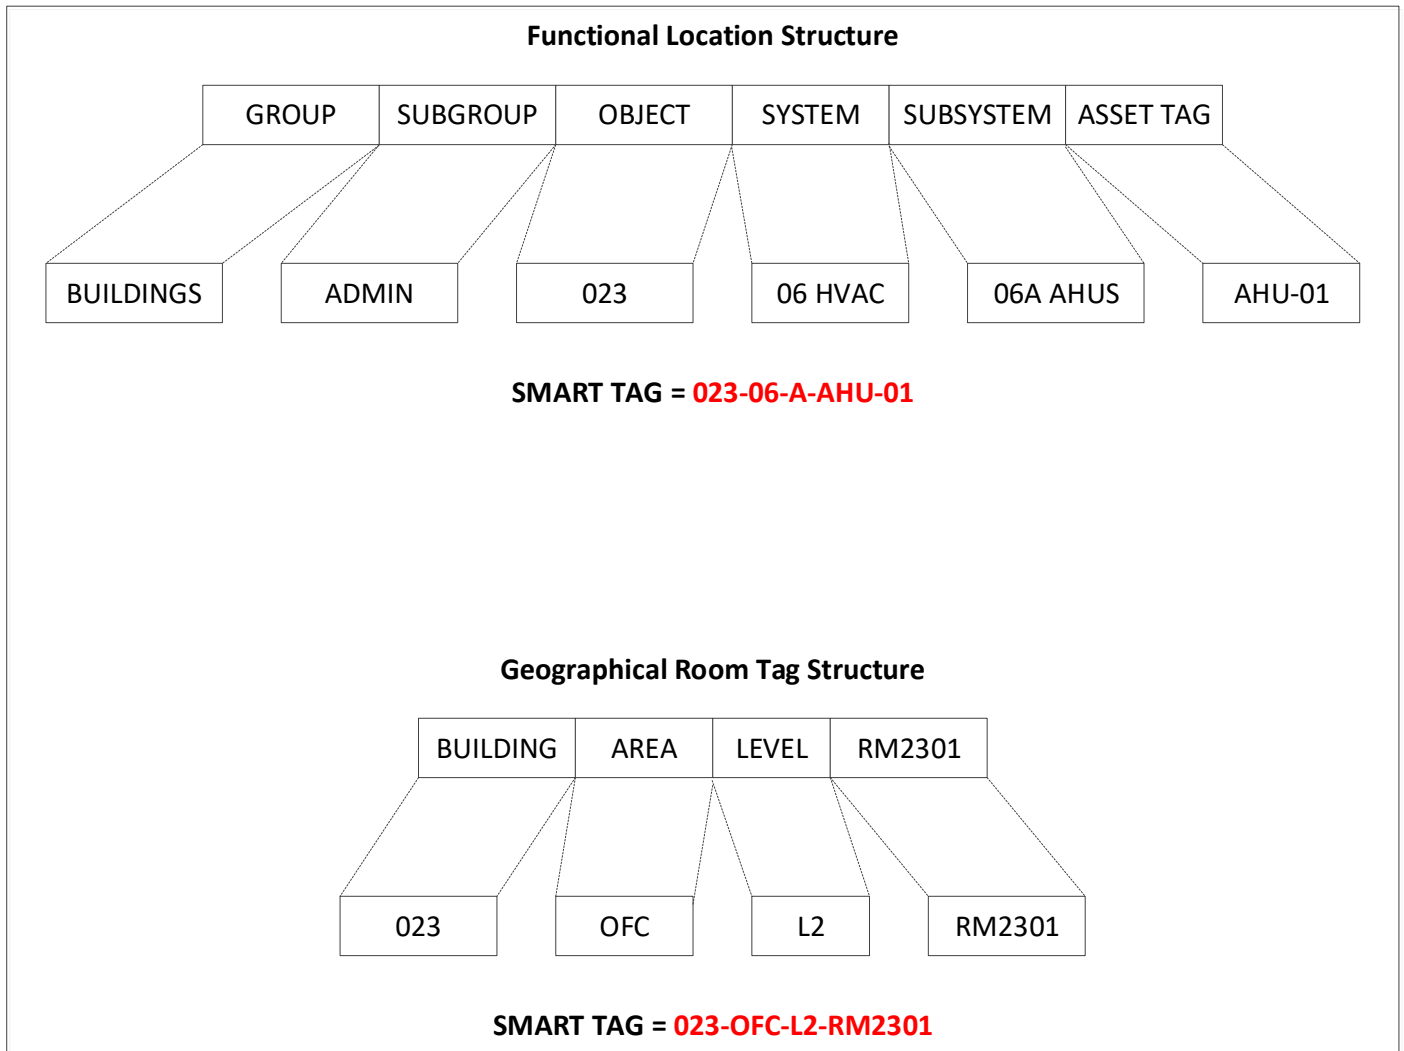 Functional Location Structure
GROUP SUBGROUP OBJECT SYSTEM SUBSYSTEM ASSET TAG
BUILDINGS ADMIN 023 06 HVAC 06A AHUS AHU-01
SMART TAG = 023-06-A-AHU-01
Geographical Room Tag Structure
BUILDING AREA LEVEL RM2301
023 OFC L2 RM2301
SMART TAG = 023-OFC-L2-RM2301